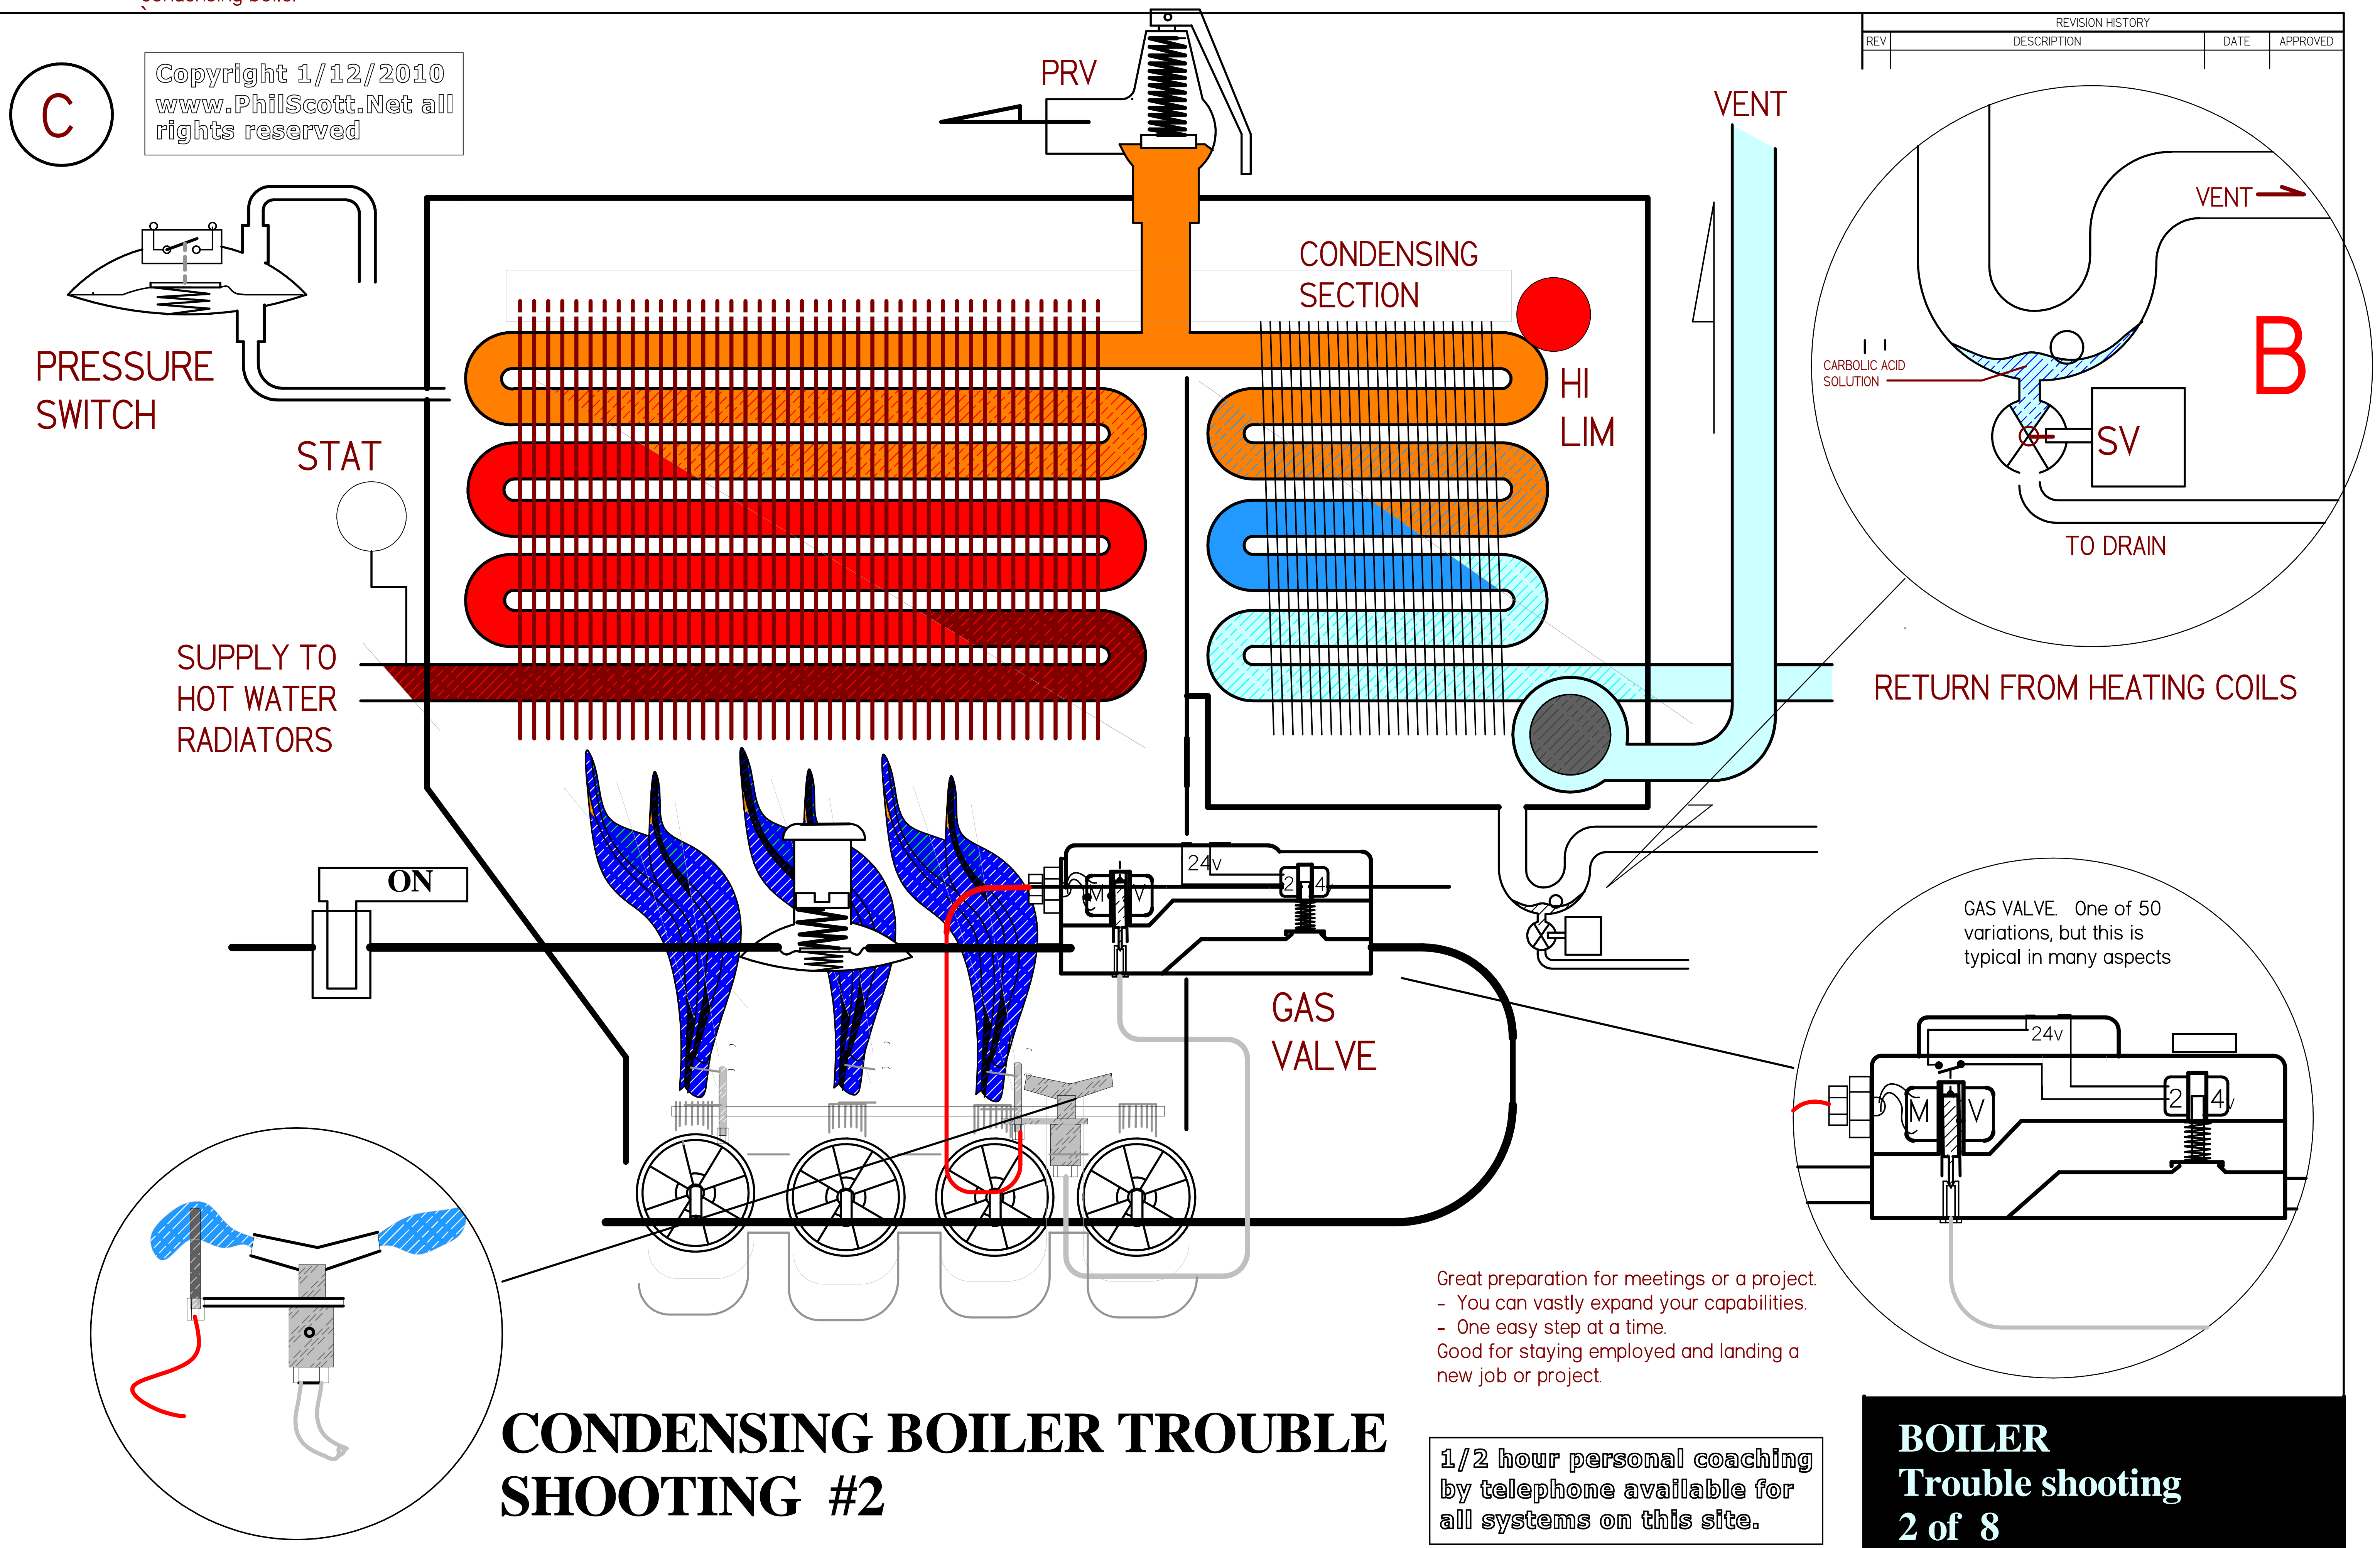 condensing boiler
REVISION HISTORY
REV DESCRIPTION DATE APPROVED
C
Copyright 1/12/2010
www.PhilScott.Net all
rights reserved
PRV
VENT
VENT
CONDENSING
SECTION
B
PRESSURE
SWITCH
HI
LIM
CARBOLIC ACID
SOLUTION
SV
STAT
TO DRAIN
SUPPLY TO
HOT WATER
RADIATORS
RETURN FROM HEATING COILS
ON
24v
M V
2 4
GAS VALVE. One of 50
variations, but this is
typical in many aspects
GAS
VALVE
24v
M V
2 4v
Great preparation for meetings or a project.
- You can vastly expand your capabilities.
- One easy step at a time.
Good for staying employed and landing a
new job or project.
CONDENSING BOILER TROUBLE
SHOOTING #2
1/2 hour personal coaching
by telephone available for
all systems on this site.
BOILER
Trouble shooting
2 of 8